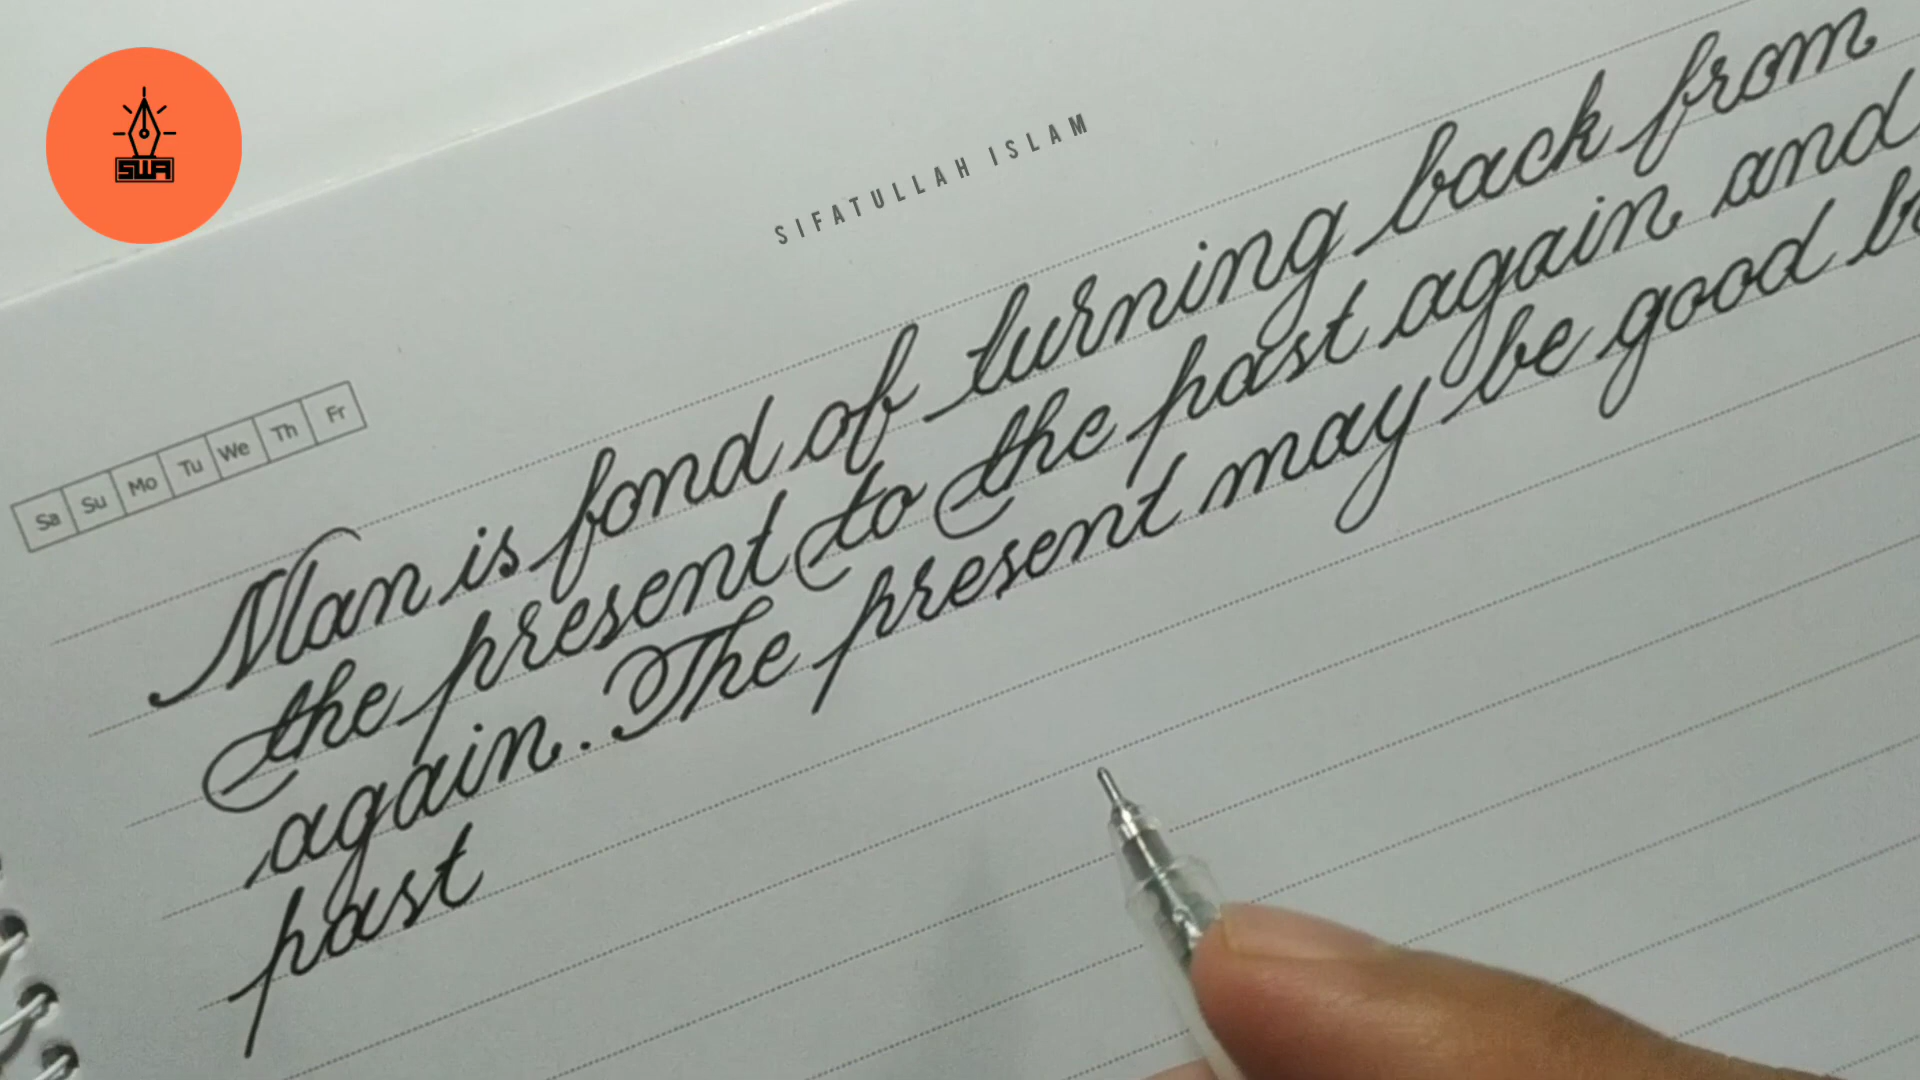 SWA
SIFATULLAH ISLAM
Sa Su Mo Tu We Th Fr
Man is fond of turning back from
the present to the past again and
again. The present may be good
past